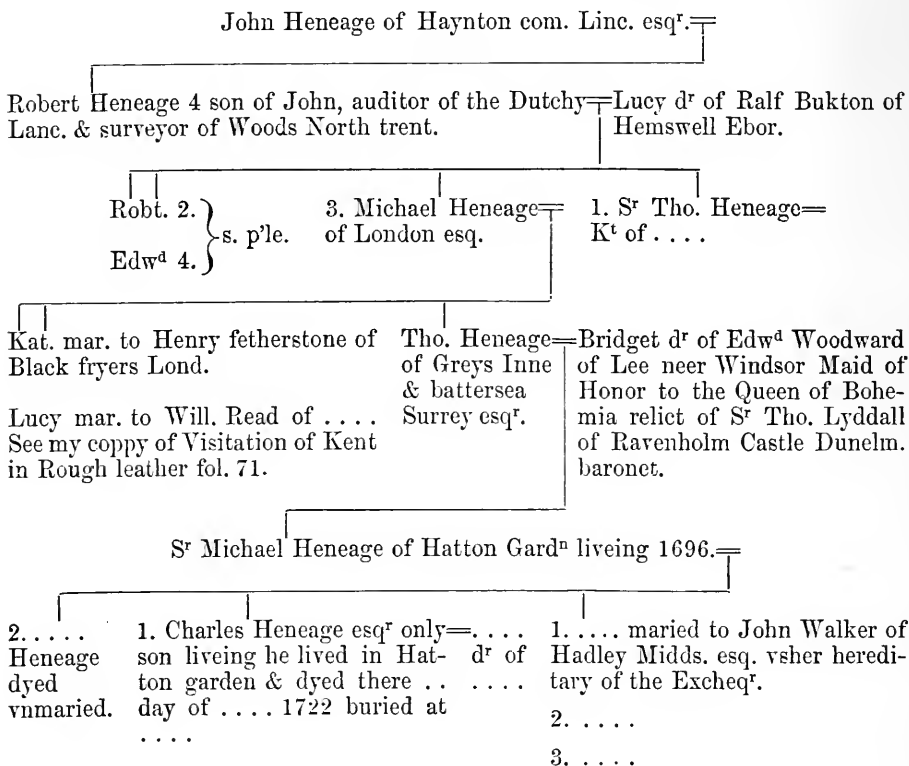 John Heneage of Haynton com. Linc. esqʳ.
Robert Heneage 4 son of John, auditor of the Dutchy
Lanc. & surveyor of Woods North trent.
Lucy dʳ of Ralf Bukton of
Hemswell Ebor.
Robt. 2.
Edwᵈ 4.
s. p'le.
3. Michael Heneage
of London esq.
1. Sʳ Tho. Heneage
Kᵗ of . . . .
Kat. mar. to Henry fetherstone of
Black fryers Lond.
Lucy mar. to Will. Read of . . . .
See my coppy of Visitation of Kent
in Rough leather fol. 71.
Tho. Heneage
of Greys Inne
& battersea
Surrey esqʳ.
Bridget dʳ of Edwᵈ Woodward
of Lee neer Windsor Maid of
Honor to the Queen of Bohe-
mia relict of Sʳ Tho. Lyddall
of Ravenholm Castle Dunelm.
baronet.
Sʳ Michael Heneage of Hatton Gardⁿ liveing 1696.
2. . . . .
Heneage
dyed
vnmaried.
1. Charles Heneage esqʳ only
son liveing he lived in Hat-
ton garden & dyed there . .
day of . . . . 1722 buried at
. . . .
. . . .
dʳ of
. . . .
1. . . . . maried to John Walker of
Hadley Midds. esq. vsher heredi-
tary of the Excheqʳ.
2. . . . .
3. . . . .